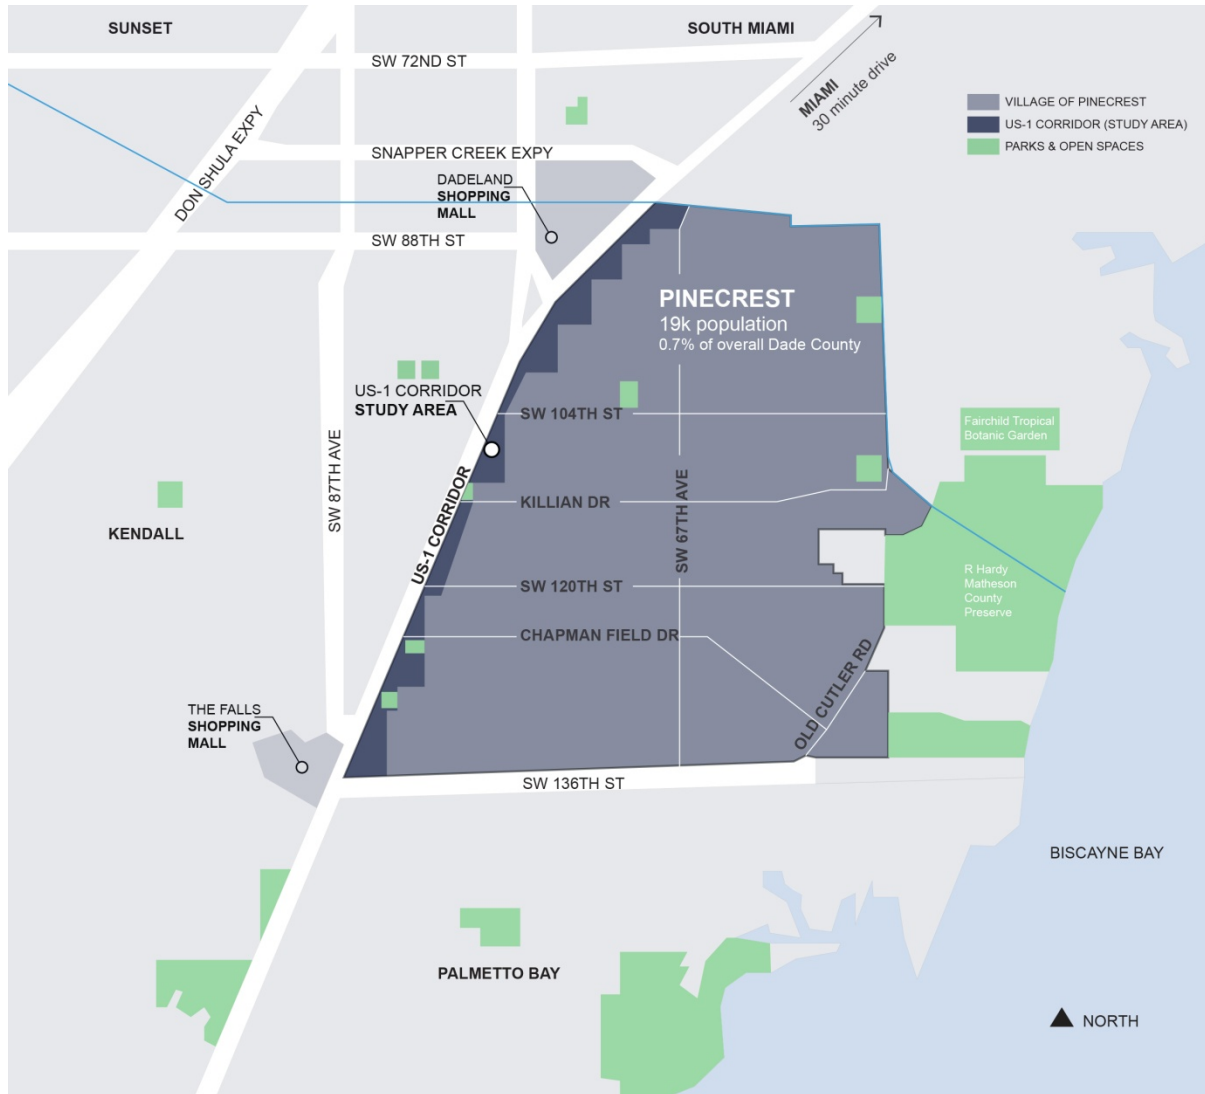 SUNSET
SOUTH MIAMI
SW 72ND ST
MIAMI
30 minute drive
VILLAGE OF PINECREST
US-1 CORRIDOR (STUDY AREA)
PARKS & OPEN SPACES
DON SHULA EXPY
SNAPPER CREEK EXPY
DADELAND
SHOPPING
MALL
SW 88TH ST
PINECREST
19k population
0.7% of overall Dade County
US-1 CORRIDOR
STUDY AREA
SW 104TH ST
Fairchild Tropical
Botanic Garden
SW 87TH AVE
US-1 CORRIDOR
KILLIAN DR
SW 67TH AVE
KENDALL
SW 120TH ST
R Hardy
Matheson
County
Preserve
CHAPMAN FIELD DR
OLD CUTLER RD
THE FALLS
SHOPPING
MALL
SW 136TH ST
BISCAYNE BAY
PALMETTO BAY
NORTH